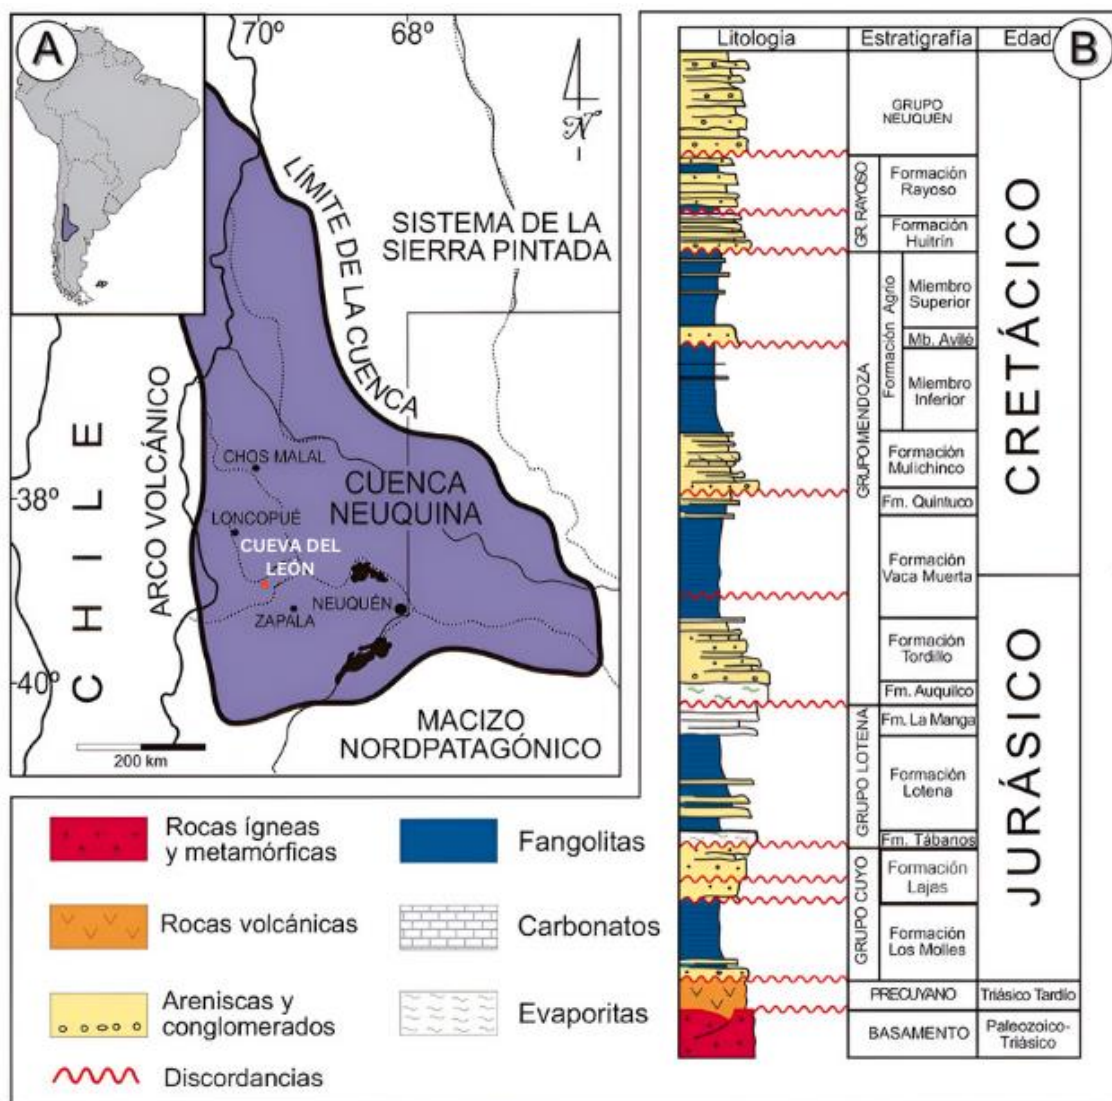 A
70º
68º
N
LÍMITE DE LA CUENCA
SISTEMA DE LA
SIERRA PINTADA
CHILE
ARCO VOLCÁNICO
38º
CHOS MALAL
CUENCA
NEUQUINA
LONCOPUÉ
CUEVA DEL
LEÓN
NEUQUÉN
ZAPALA
40º
MACIZO
NORDPATAGÓNICO
200 km
B
Litología
Estratigrafía
Edad
GRUPO
NEUQUÉN
GR. RAYOSO
Formación
Rayoso
Formación
Huitrín
GRUPO MENDOZA
Formación Agrio
Miembro
Superior
Mb. Avilé
Miembro
Inferior
Formación
Mulichinco
Fm. Quintuco
Formación
Vaca Muerta
Formación
Tordillo
Fm. Auquilco
GRUPO LOTENA
Fm. La Manga
Formación
Lotena
Fm. Tábanos
GRUPO CUYO
Formación
Lajas
Formación
Los Molles
PRECUYANO
BASAMENTO
CRETÁCICO
JURÁSICO
Triásico Tardío
Paleozoico-
Triásico
Rocas ígneas
y metamórficas
Rocas volcánicas
Areniscas y
conglomerados
Discordancias
Fangolitas
Carbonatos
Evaporitas